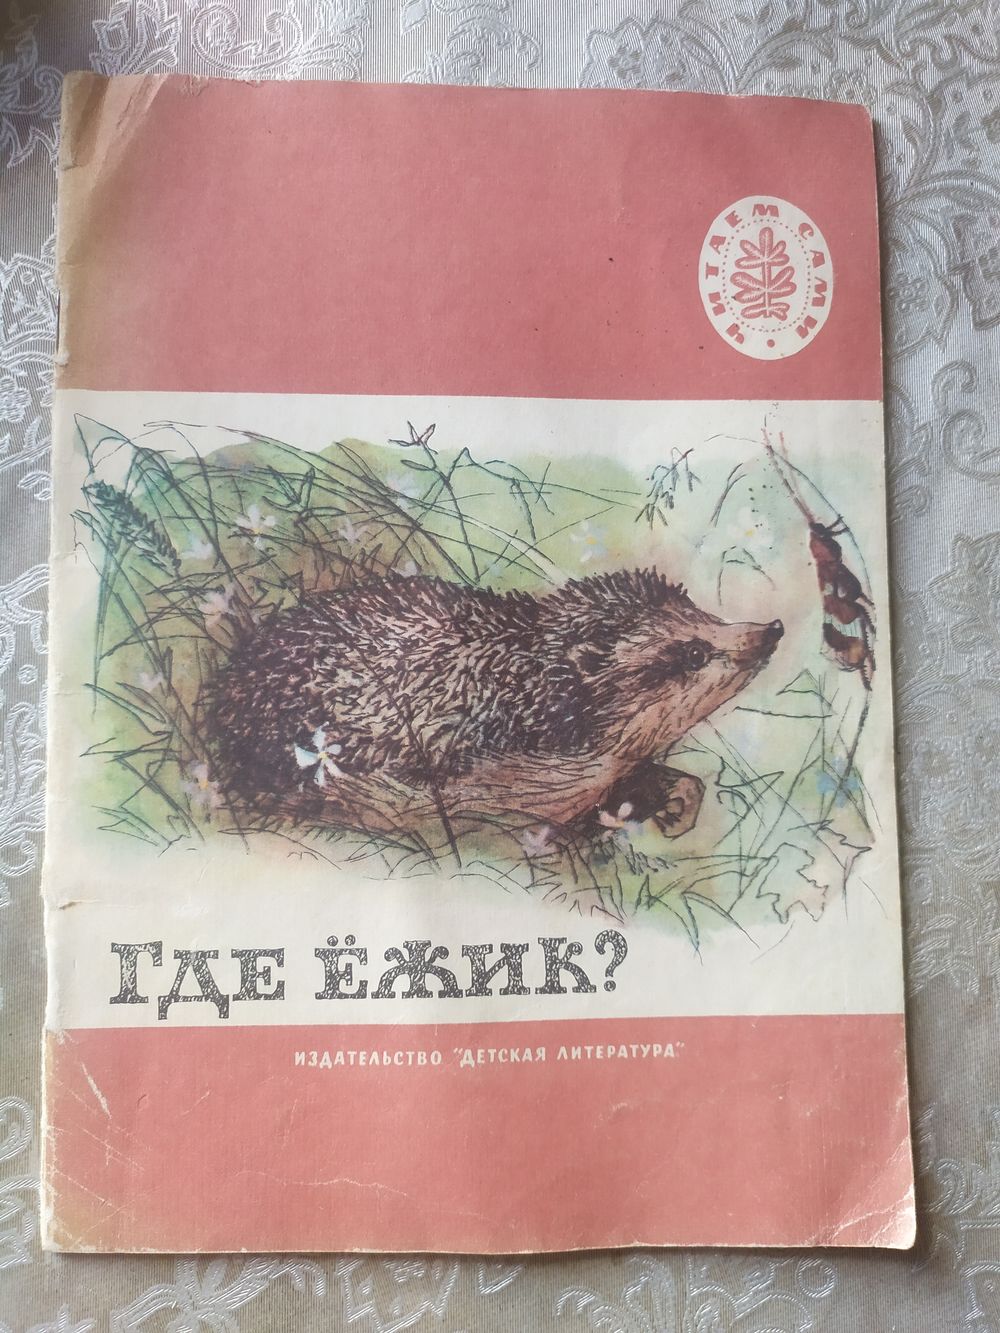 ЧИТАЕМ САМИ •
ГДЕ ЁЖИК?
ИЗДАТЕЛЬСТВО "ДЕТСКАЯ ЛИТЕРАТУРА"